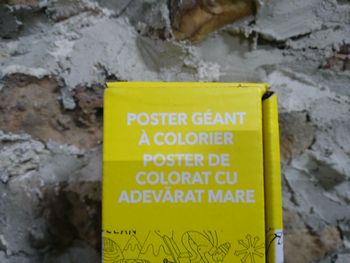 POSTER GÉANT
À COLORIER
POSTER DE
COLORAT CU
ADEVĂRAT MARE